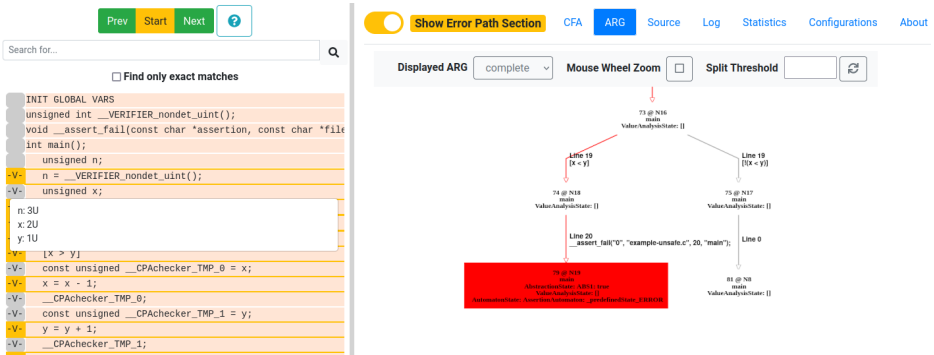 Prev Start Next ?
Search for...
Find only exact matches
INIT GLOBAL VARS
unsigned int __VERIFIER_nondet_uint();
void __assert_fail(const char *assertion, const char *file
int main();
unsigned n;
-V- n = __VERIFIER_nondet_uint();
-V- unsigned x;
n: 3U
x: 2U
y: 1U
-V- [x > y]
-V- const unsigned __CPAchecker_TMP_0 = x;
-V- x = x - 1;
-V- __CPAchecker_TMP_0;
-V- const unsigned __CPAchecker_TMP_1 = y;
-V- y = y + 1;
-V- __CPAchecker_TMP_1;
Show Error Path Section CFA ARG Source Log Statistics Configurations About
Displayed ARG complete Mouse Wheel Zoom Split Threshold
73 @ N16
main
ValueAnalysisState: []
Line 19
[x < y]
Line 19
[!(x < y)]
74 @ N18
main
ValueAnalysisState: []
75 @ N17
main
ValueAnalysisState: []
Line 20
__assert_fail("0", "example-unsafe.c", 20, "main");
Line 0
main
ValueAnalysisState: []
81 @ N8
main
ValueAnalysisState: []